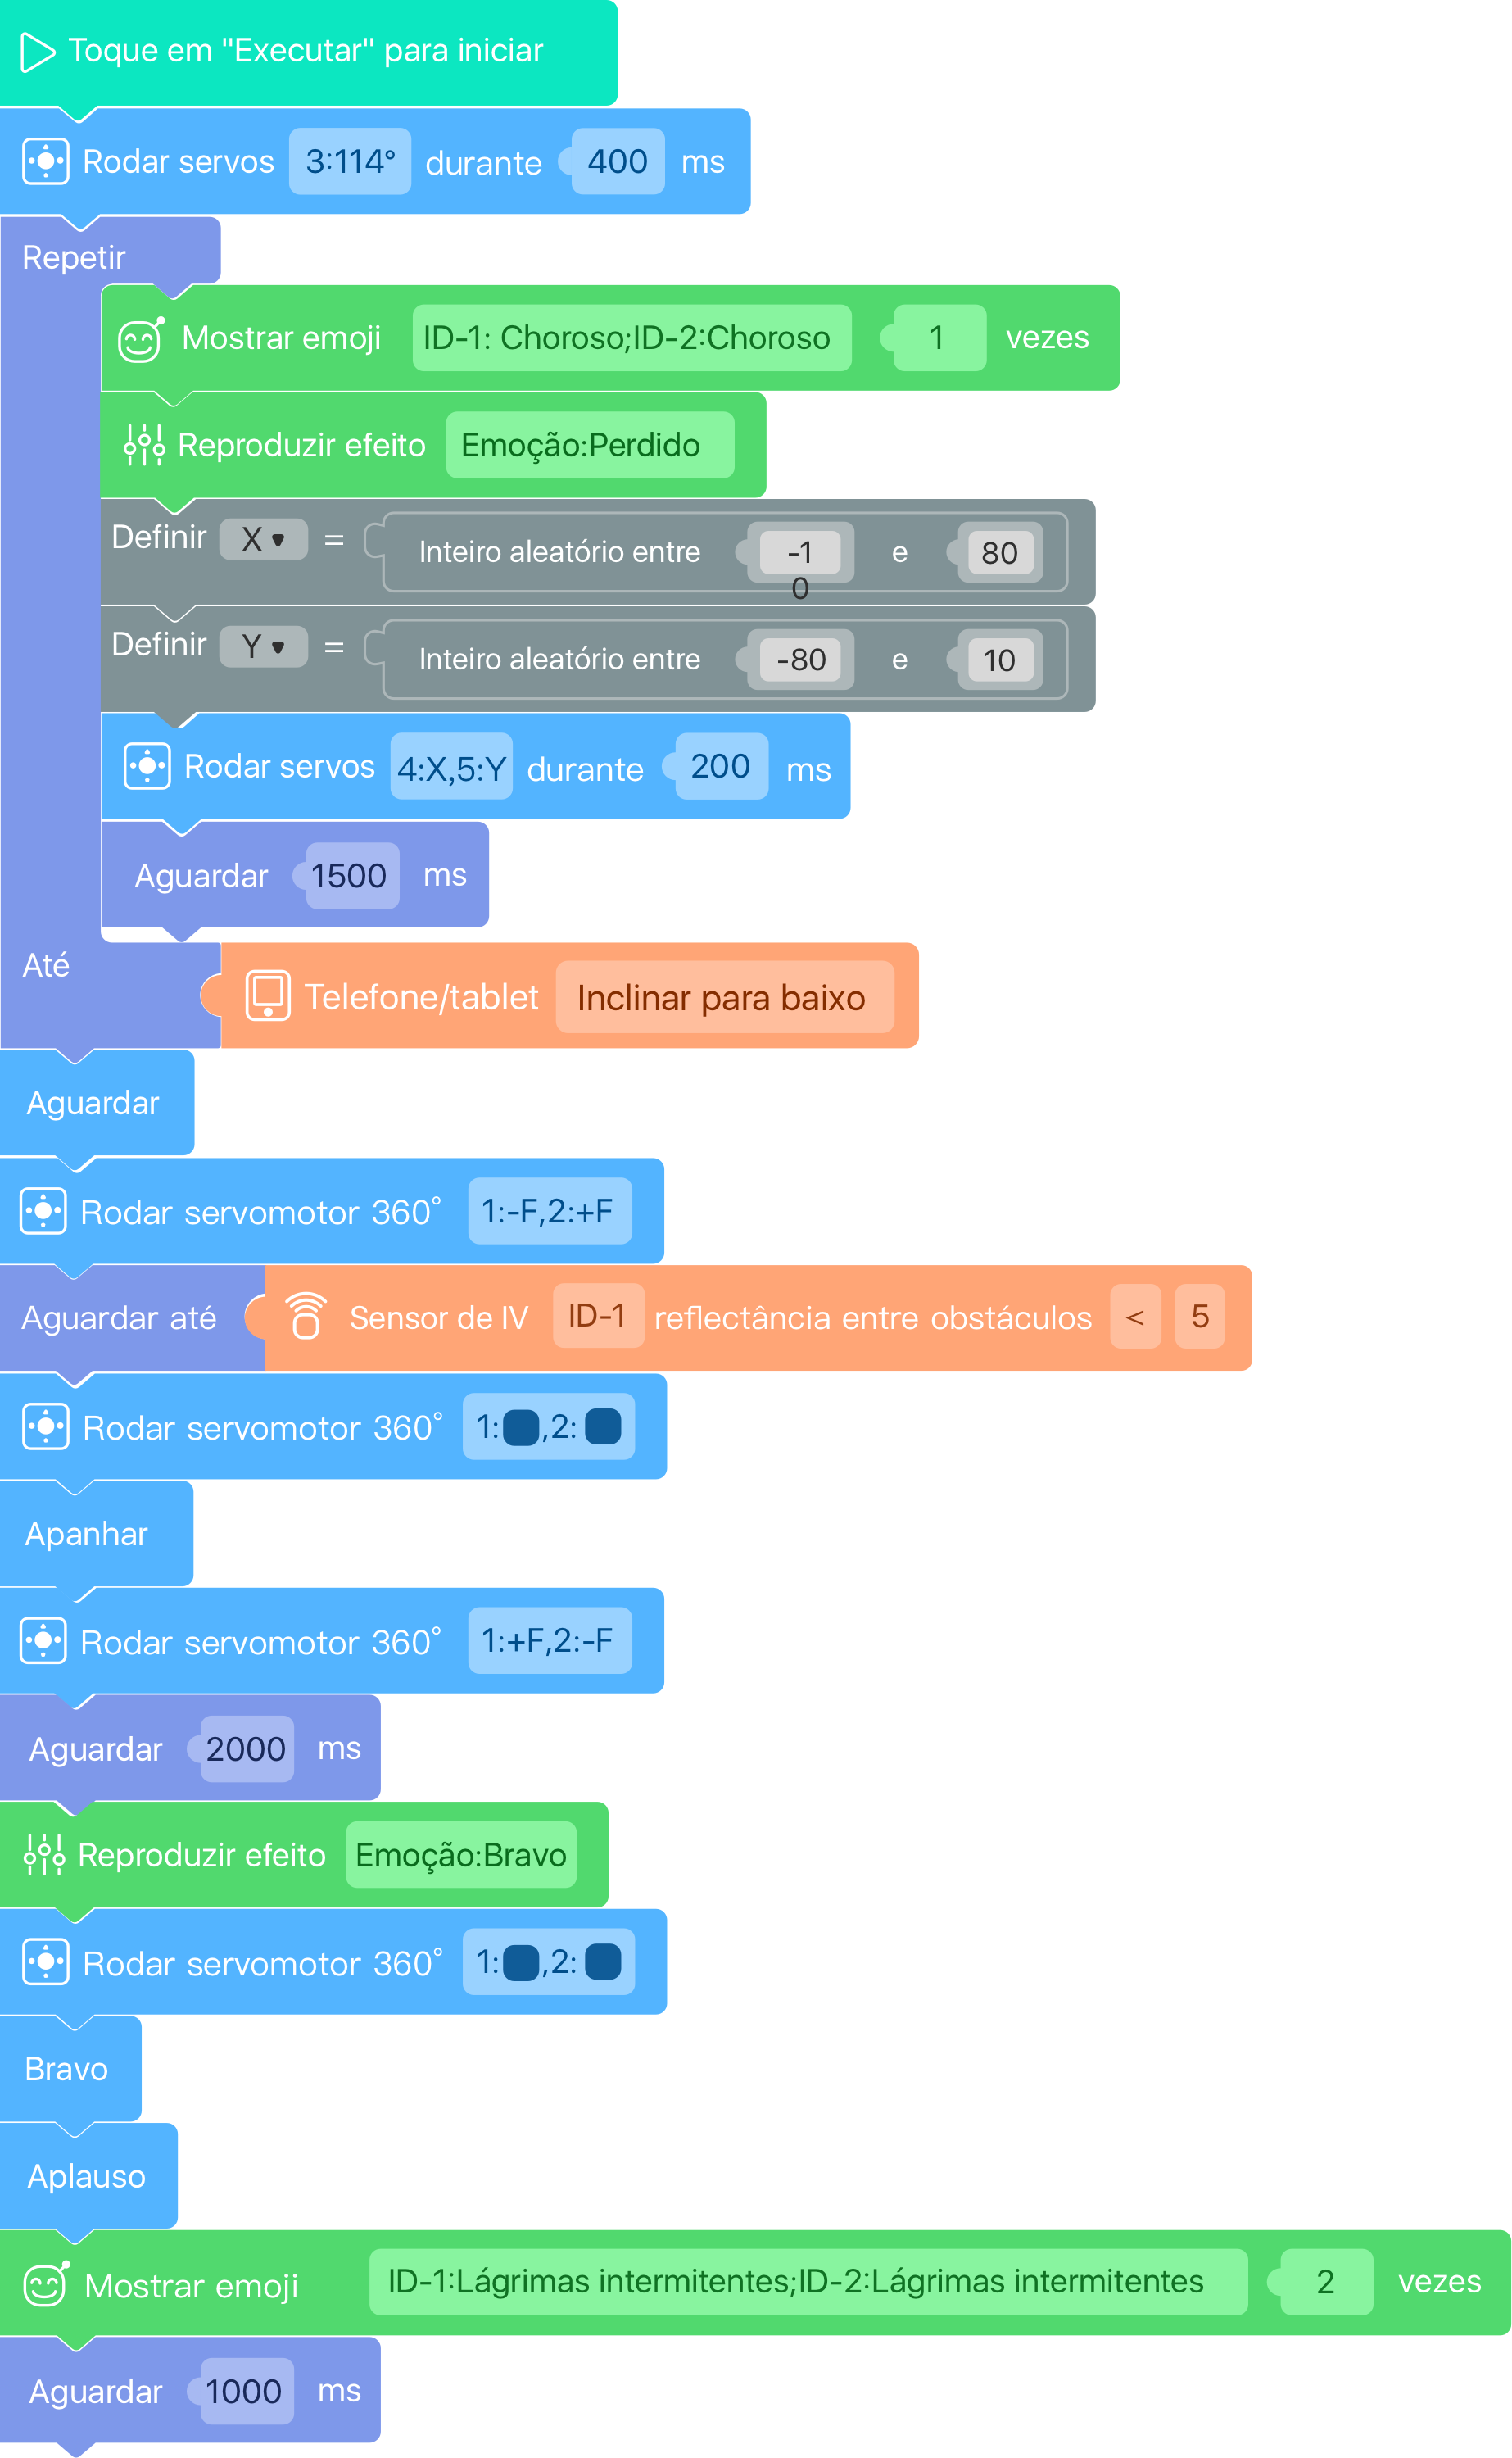 Toque em "Executar" para iniciar
Rodar servos 3:114° durante 400 ms
Repetir
Mostrar emoji ID-1: Choroso;ID-2:Choroso 1 vezes
Reproduzir efeito Emoção:Perdido
Definir X = Inteiro aleatório entre -10 e 80
Definir Y = Inteiro aleatório entre -80 e 10
Rodar servos 4:X,5:Y durante 200 ms
Aguardar 1500 ms
Até Telefone/tablet Inclinar para baixo
Aguardar
Rodar servomotor 360° 1:-F,2:+F
Aguardar até Sensor de IV ID-1 reflectância entre obstáculos < 5
Rodar servomotor 360° 1: ,2:
Apanhar
Rodar servomotor 360° 1:+F,2:-F
Aguardar 2000 ms
Reproduzir efeito Emoção:Bravo
Rodar servomotor 360° 1: ,2:
Bravo
Aplauso
Mostrar emoji ID-1:Lágrimas intermitentes;ID-2:Lágrimas intermitentes 2 vezes
Aguardar 1000 ms